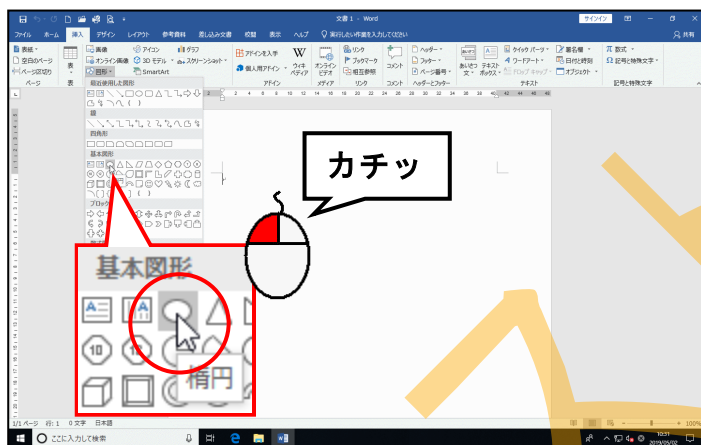 文書 1 - Word
サインイン
ファイル ホーム 挿入 デザイン レイアウト 参考資料 差し込み文書 校閲 表示 ヘルプ 実行したい作業を入力してください
共有
表紙
空白のページ
ページ区切り
ページ
表
表
画像
オンライン画像
図形
アイコン
3D モデル
SmartArt
グラフ
スクリーンショット
アドインを入手
個人用アドイン
ウィキペディア
アドイン
オンライン
ビデオ
メディア
リンク
ブックマーク
相互参照
リンク
コメント
コメント
ヘッダー
フッター
ページ番号
ヘッダーとフッター
あいさつ
文
テキスト
ボックス
クイック パーツ
ワードアート
ドロップ キャップ
署名欄
日付と時刻
オブジェクト
テキスト
数式
記号と特殊文字
記号と特殊文字
最近使用した図形
線
四角形
基本図形
カチッ
基本図形
楕円
1/1 ページ 行: 1 0 文字 日本語
100%
ここに入力して検索
10:31
2019/05/02